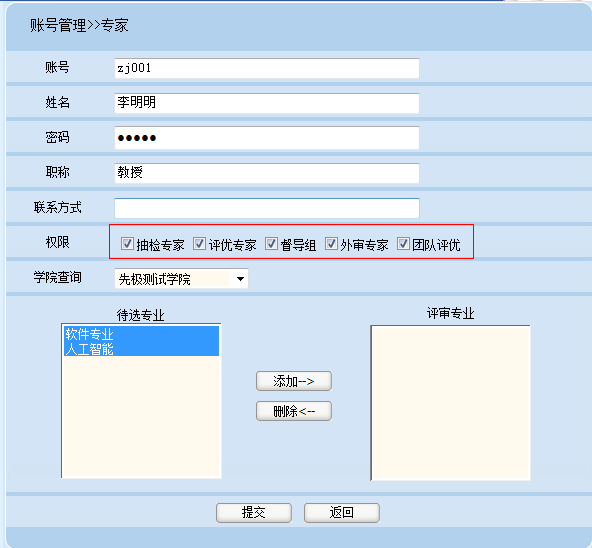 账号管理>>专家
账号 zj001
姓名 李明明
密码 ●●●●●
职称 教授
联系方式
权限 抽检专家 评优专家 督导组 外审专家 团队评优
学院查询 先极测试学院
待选专业 评审专业
软件专业
人工智能
添加-->
删除<--
提交 返回